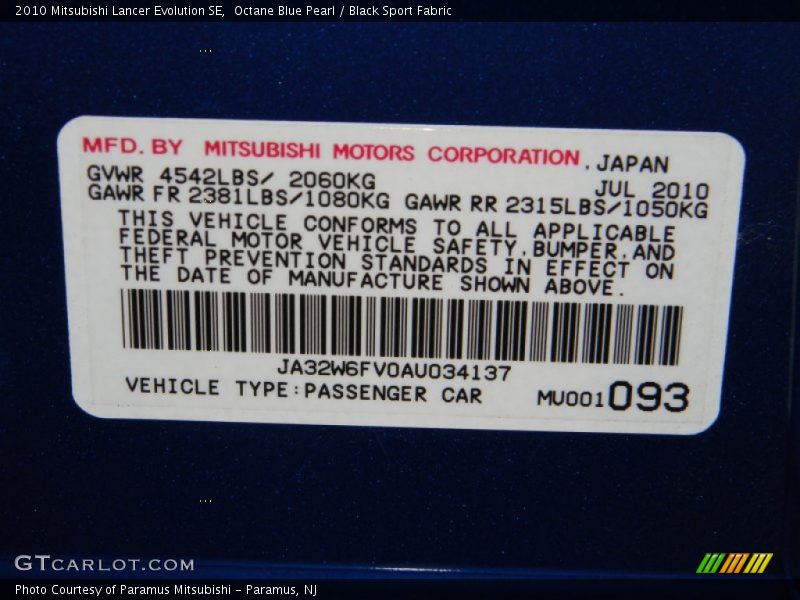 2010 Mitsubishi Lancer Evolution SE,  Octane Blue Pearl / Black Sport Fabric
MFD. BY MITSUBISHI MOTORS CORPORATION, JAPAN
GVWR 4542LBS/ 2060KG JUL 2010
GAWR FR 2381LBS/1080KG GAWR RR 2315LBS/1050KG
THIS VEHICLE CONFORMS TO ALL APPLICABLE
FEDERAL MOTOR VEHICLE SAFETY, BUMPER, AND
THEFT PREVENTION STANDARDS IN EFFECT ON
THE DATE OF MANUFACTURE SHOWN ABOVE.
JA32W6FV0AU034137
VEHICLE TYPE:PASSENGER CAR MU001093
GTCARLOT.COM
Photo Courtesy of Paramus Mitsubishi - Paramus, NJ